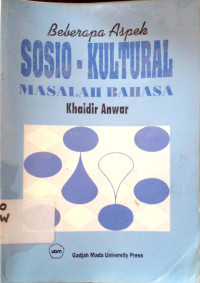 Beberapa Aspek
SOSIO - KULTURAL
MASALAH BAHASA
Khaidir Anwar
O
W
Gadjah Mada University Press